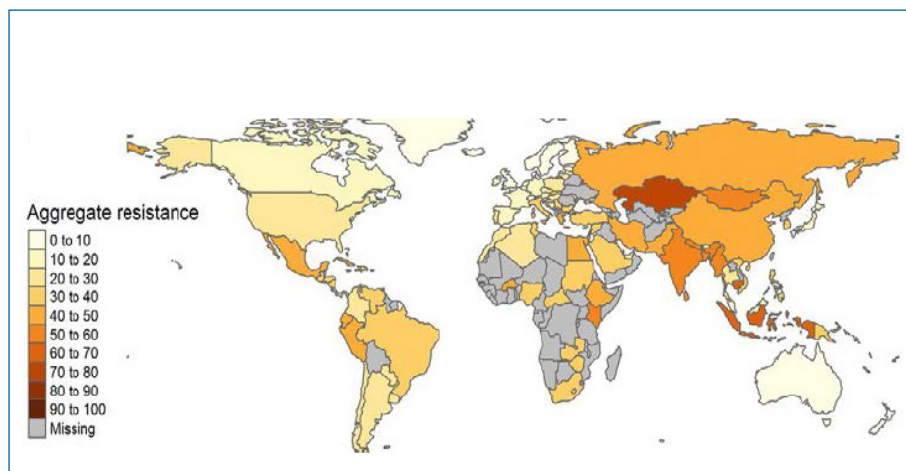 Aggregate resistance
0 to 10
10 to 20
20 to 30
30 to 40
40 to 50
50 to 60
60 to 70
70 to 80
80 to 90
90 to 100
Missing